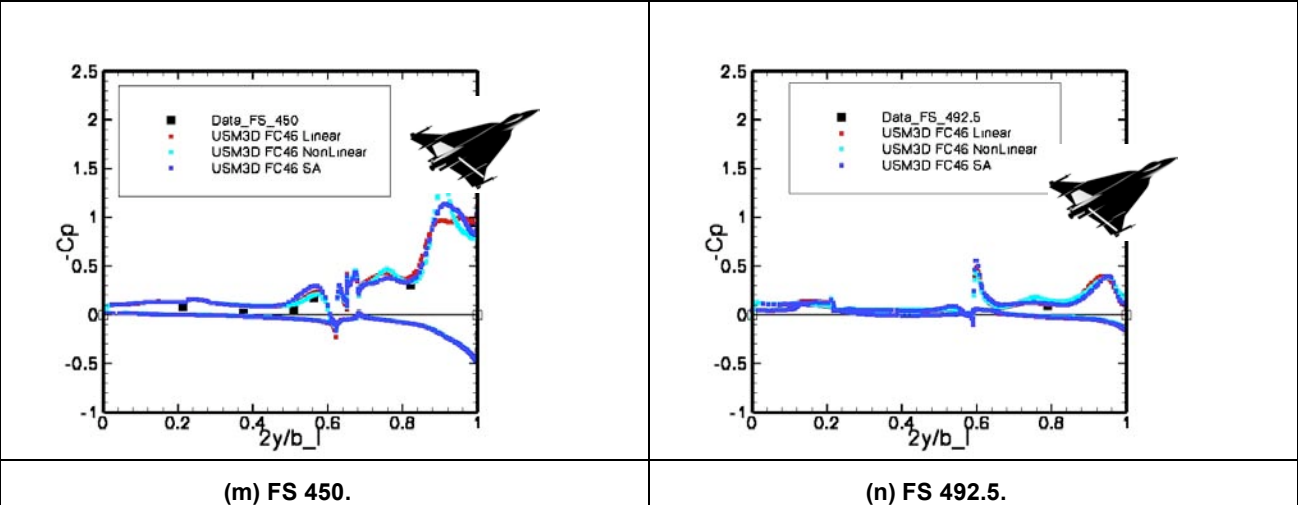 2.5
2
1.5
1
0.5
0
-0.5
-1
-Cp
Data_FS_450
USM3D FC46 Linear
USM3D FC46 NonLinear
USM3D FC46 SA
0 0.2 0.4 0.6 0.8 1
2y/b_l
(m) FS 450.
2.5
2
1.5
1
0.5
0
-0.5
-1
-Cp
Data_FS_492.5
USM3D FC46 Linear
USM3D FC46 NonLinear
USM3D FC46 SA
0 0.2 0.4 0.6 0.8 1
2y/b_l
(n) FS 492.5.